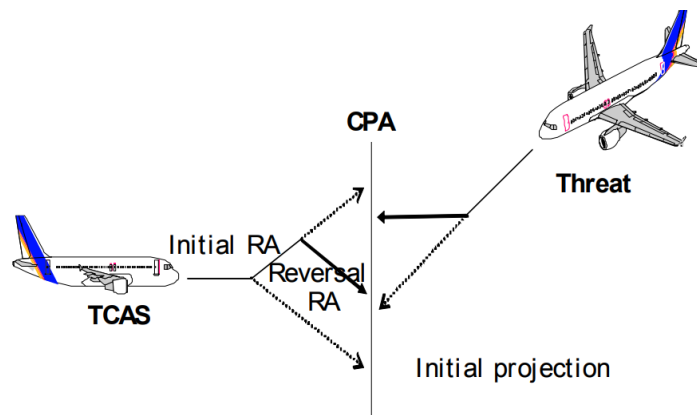 CPA
Threat
Initial RA
Reversal
RA
TCAS
Initial projection